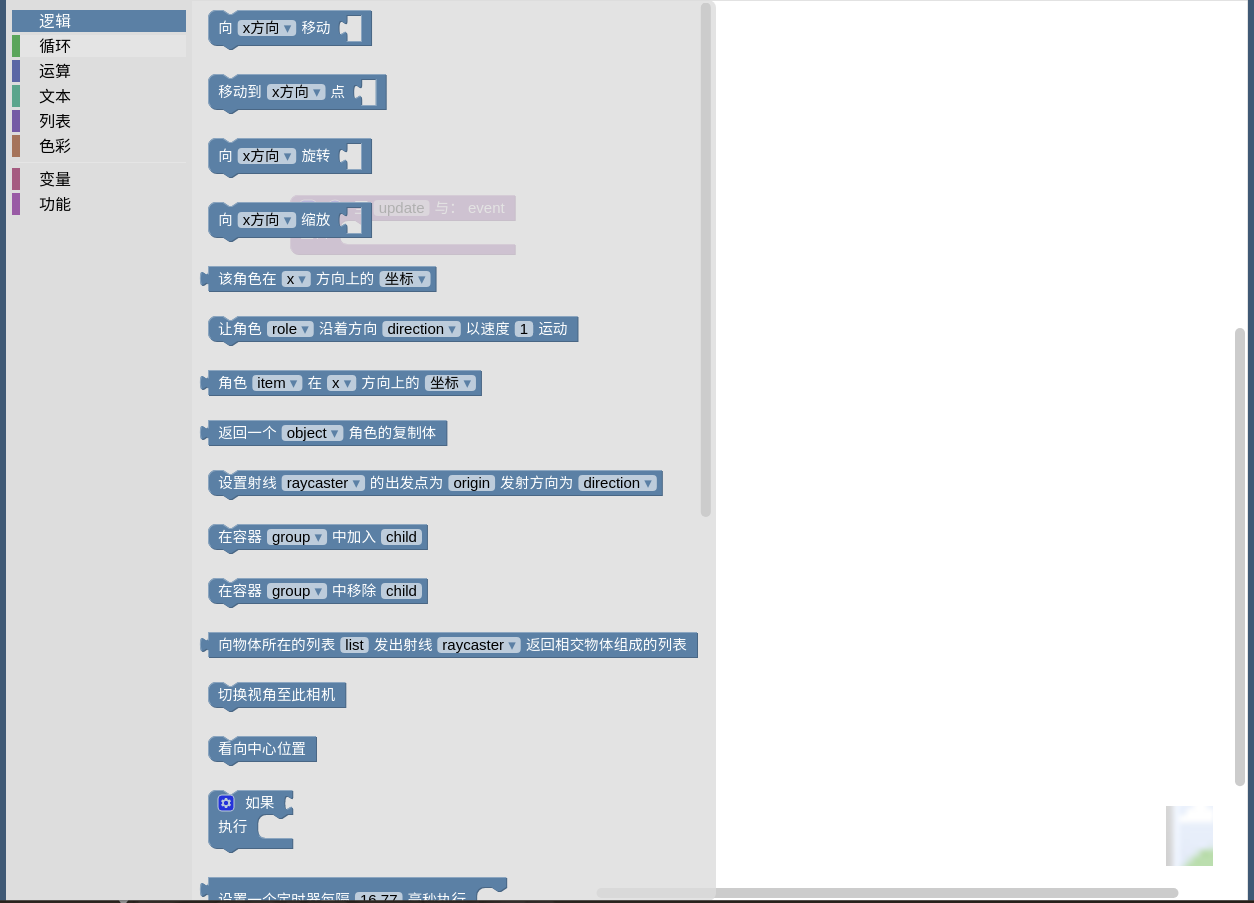 逻辑
循环
运算
文本
列表
色彩
变量
功能
向 x方向 移动
移动到 x方向 点
向 x方向 旋转
update 与： event
向 x方向 缩放
该角色在 x 方向上的 坐标
让角色 role 沿着方向 direction 以速度 1 运动
角色 item 在 x 方向上的 坐标
返回一个 object 角色的复制体
设置射线 raycaster 的出发点为 origin 发射方向为 direction
在容器 group 中加入 child
在容器 group 中移除 child
向物体所在的列表 list 发出射线 raycaster 返回相交物体组成的列表
切换视角至此相机
看向中心位置
如果
执行
设置一个定时器每隔 16.77 毫秒执行